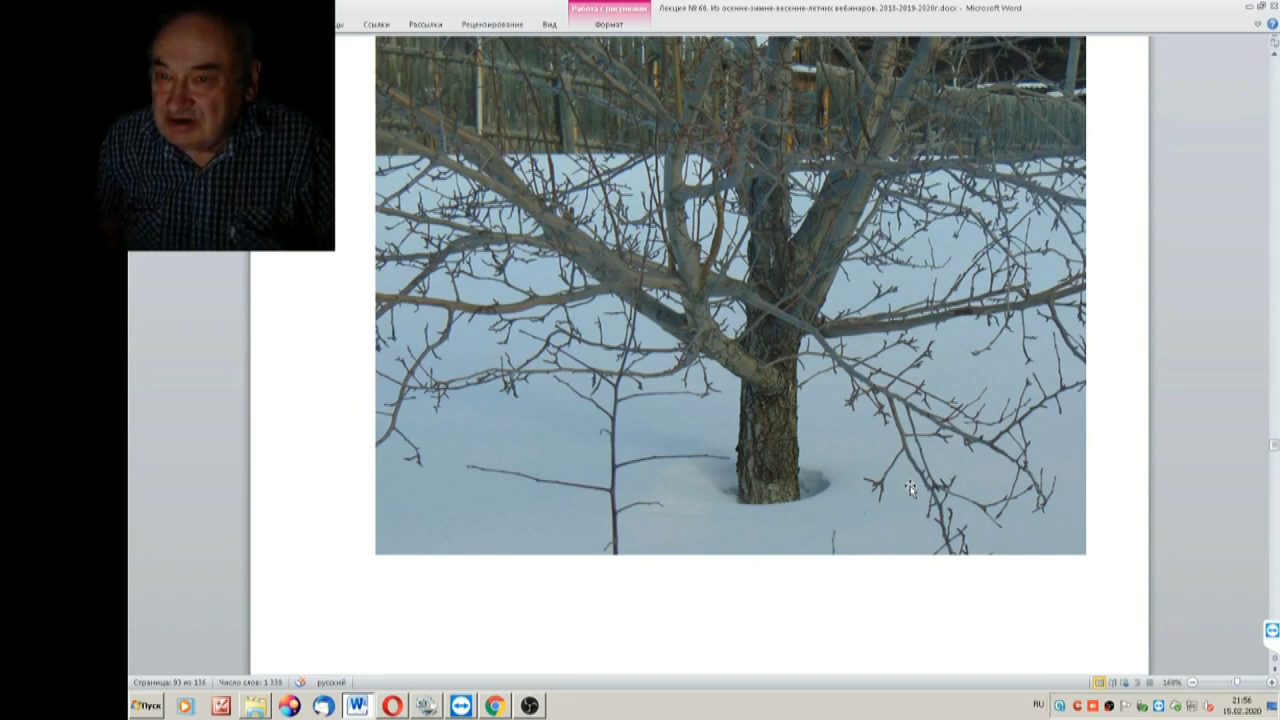 Работа с рисунками
Лекция № 68. Из осенне-зимне-весенне-летних вебинаров. 2018-2019-2020г.docx - Microsoft Word
Ссылки Рассылки Рецензирование Вид Формат
Страница: 93 из 136 Число слов: 1 339 русский 160%
Пуск RU 21:56
15.02.2020